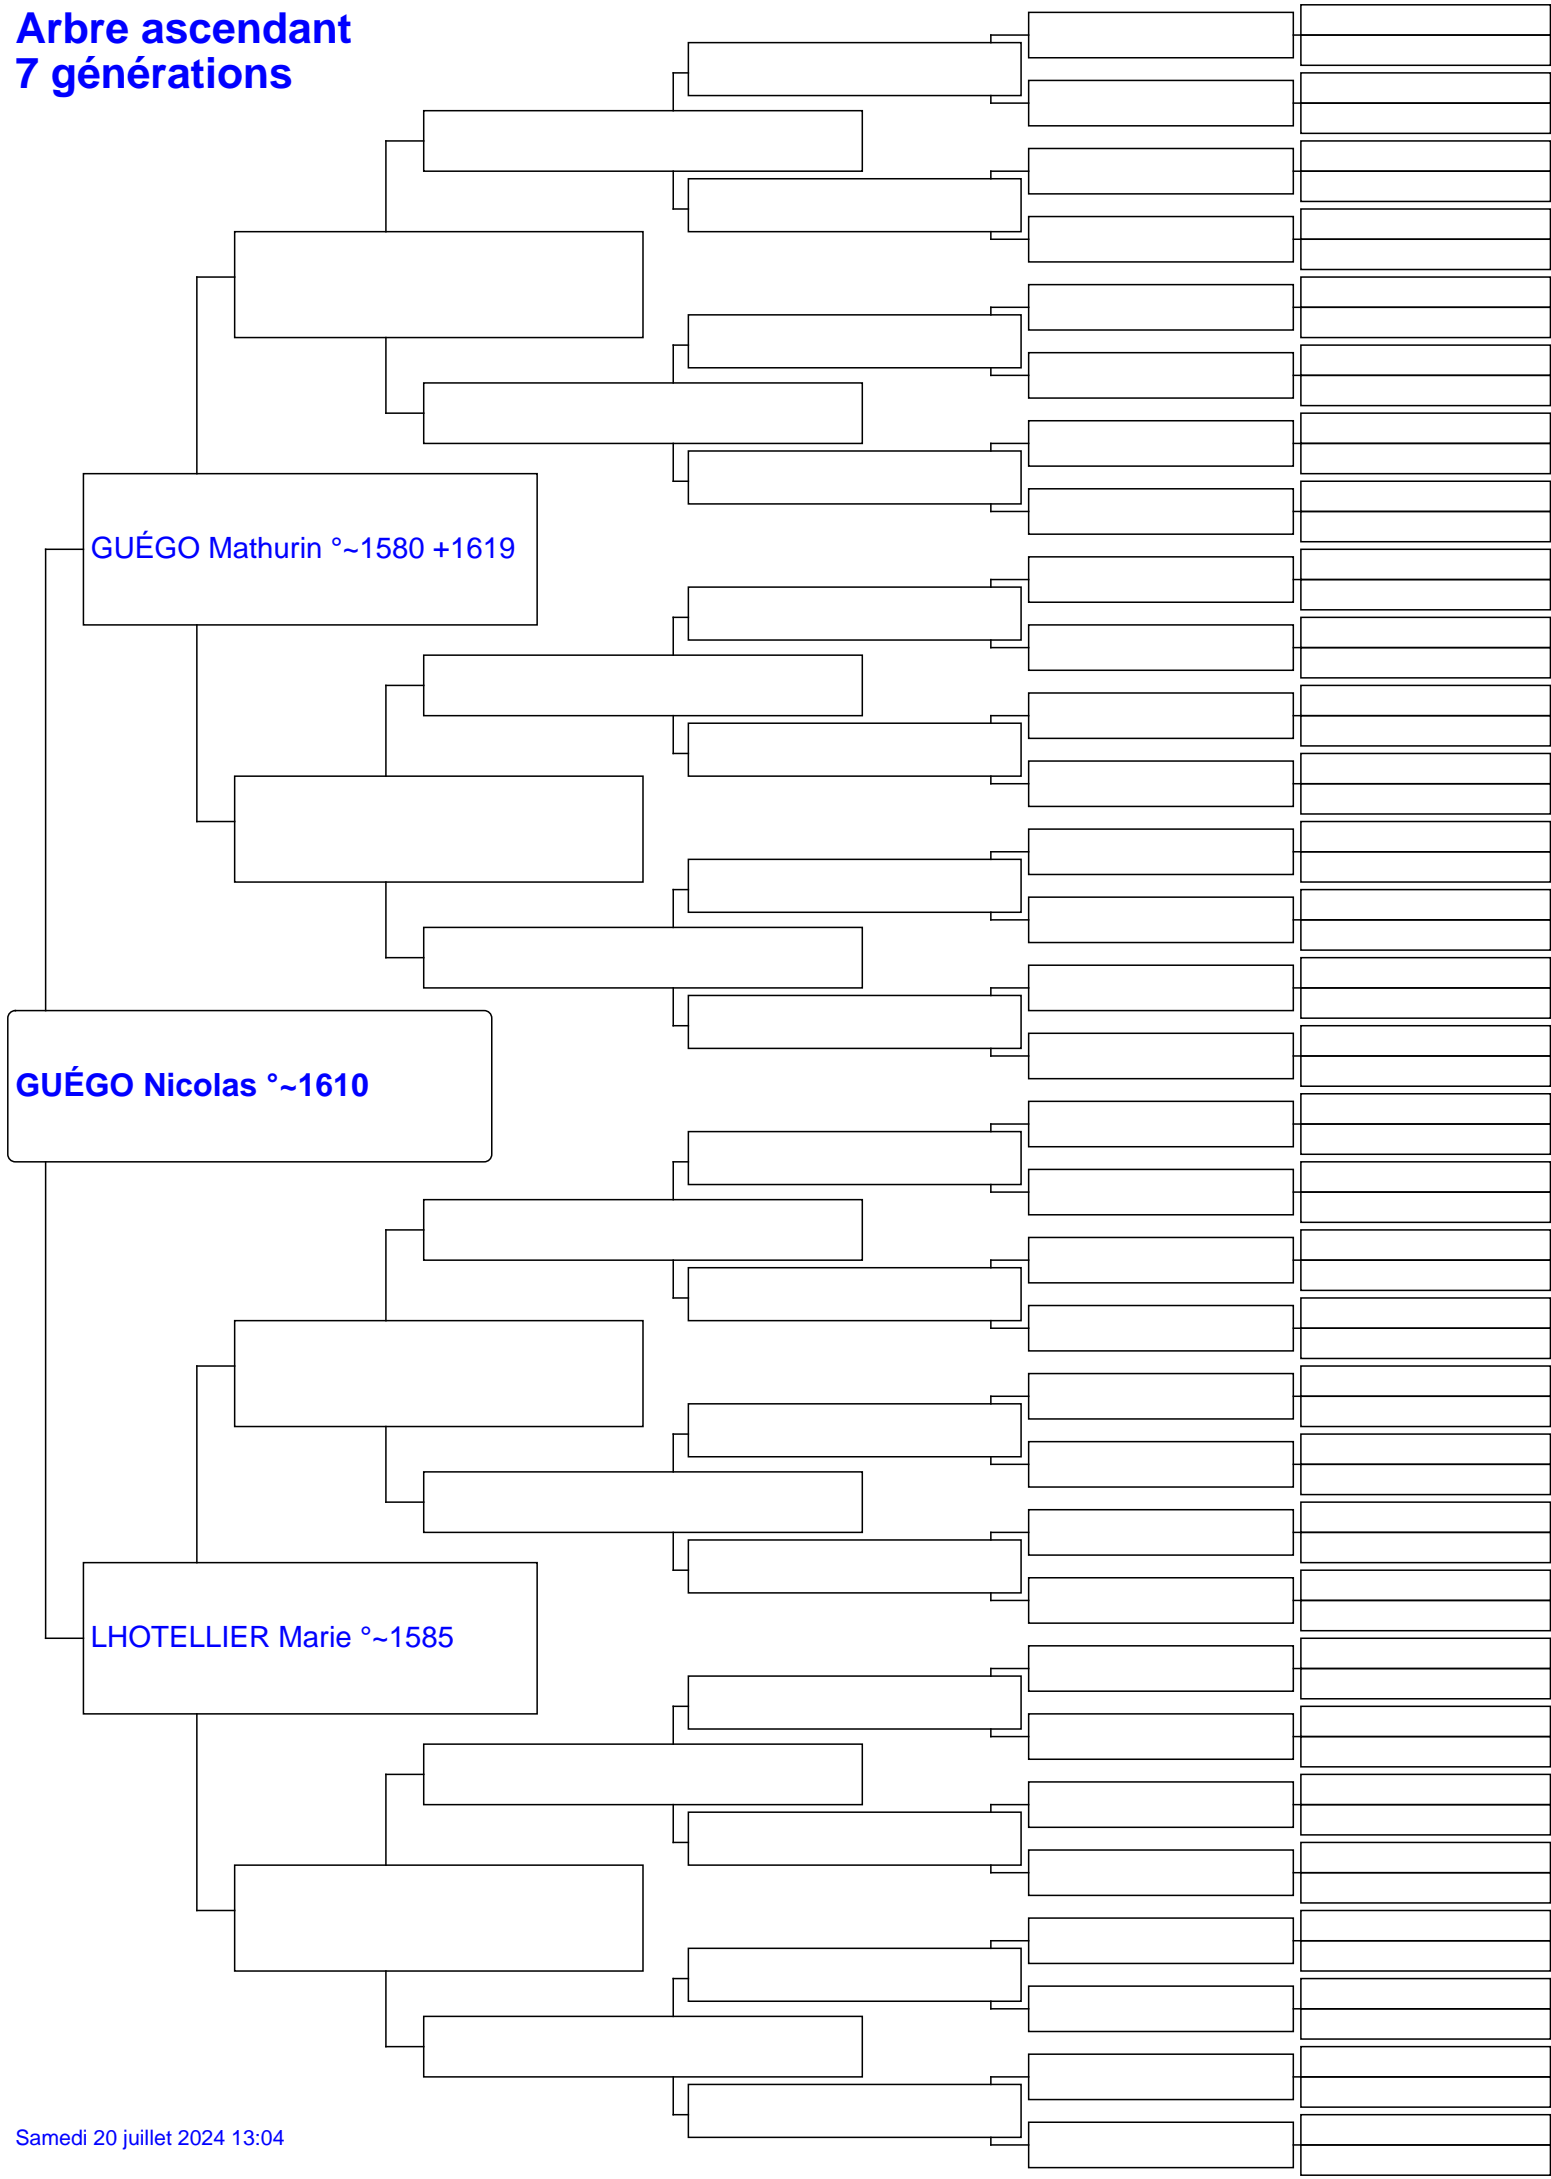 Arbre ascendant
7 générations
GUÉGO Mathurin °~1580 +1619
GUÉGO Nicolas °~1610
LHOTELLIER Marie °~1585
Samedi 20 juillet 2024 13:04